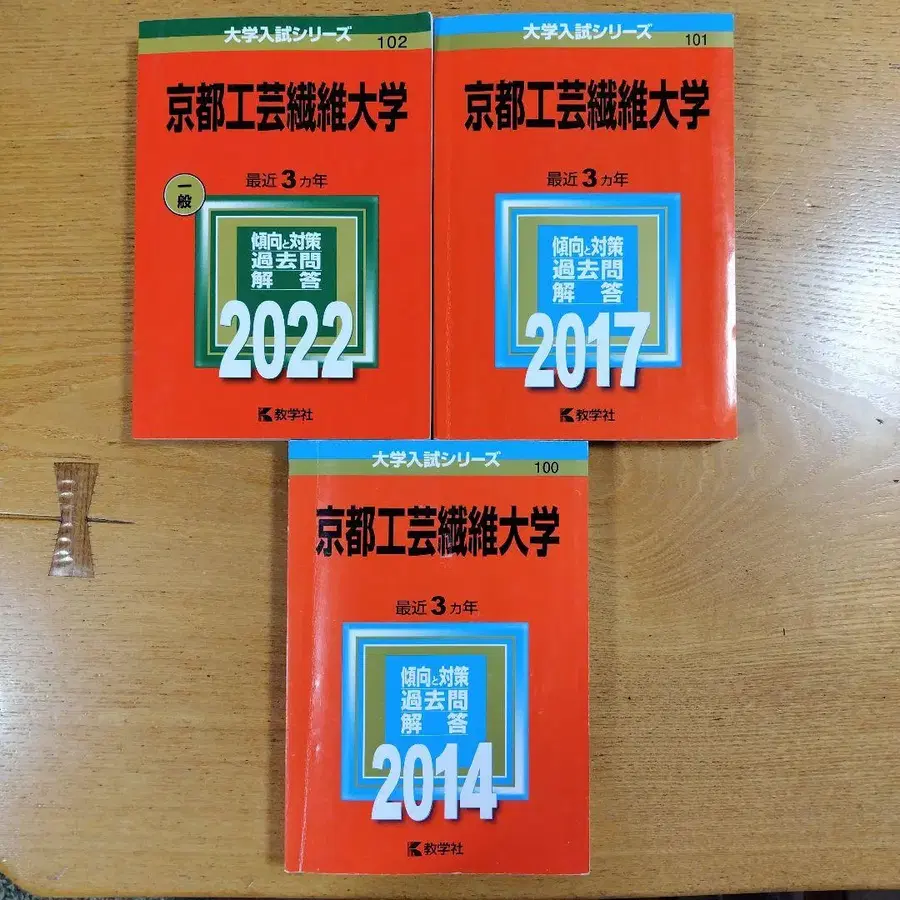 大学入試シリーズ
102
京都工芸繊維大学
最近3カ年
一般
傾向と対策
過去問
解答
2022
教学社
大学入試シリーズ
101
京都工芸繊維大学
最近3カ年
傾向と対策
過去問
解答
2017
教学社
大学入試シリーズ
100
京都工芸繊維大学
最近3カ年
傾向と対策
過去問
解答
2014
教学社